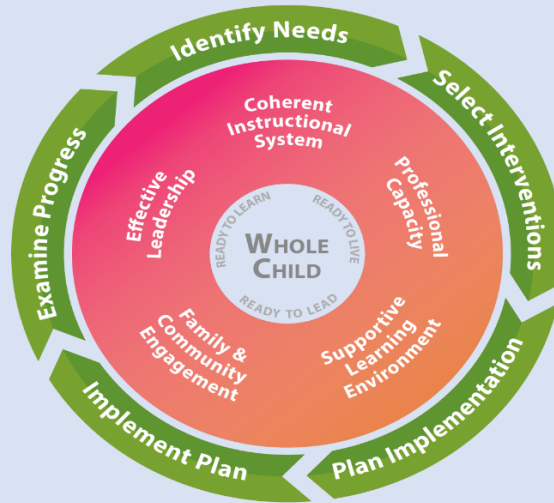 Identify Needs
Select Interventions
Plan Implementation
Implement Plan
Examine Progress
Coherent
Instructional
System
Professional
Capacity
Supportive
Learning
Environment
Family &
Community
Engagement
Effective
Leadership
READY TO LEARN
READY TO LIVE
READY TO LEAD
WHOLE
CHILD